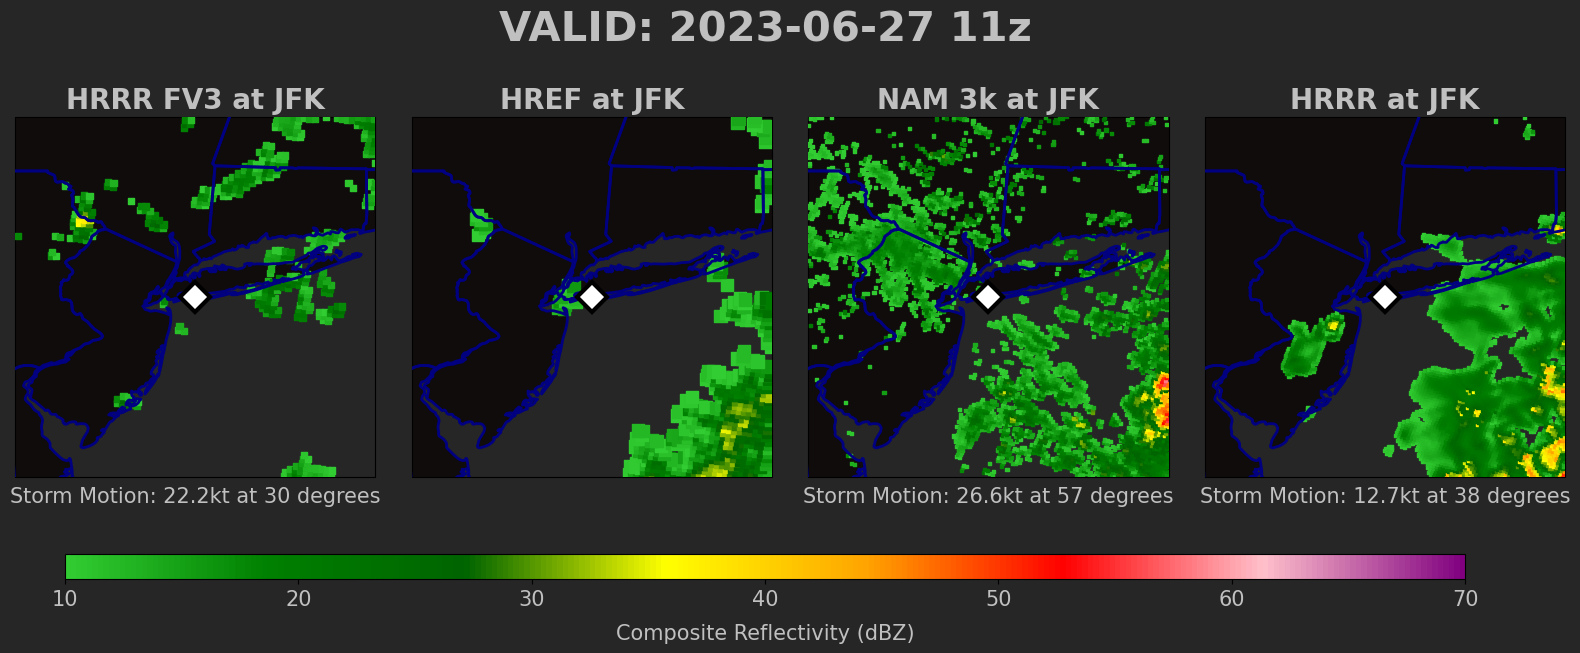 VALID: 2023-06-27 11z
HRRR FV3 at JFK
HREF at JFK
NAM 3k at JFK
HRRR at JFK
Storm Motion: 22.2kt at 30 degrees
Storm Motion: 26.6kt at 57 degrees
Storm Motion: 12.7kt at 38 degrees
10 20 30 40 50 60 70
Composite Reflectivity (dBZ)